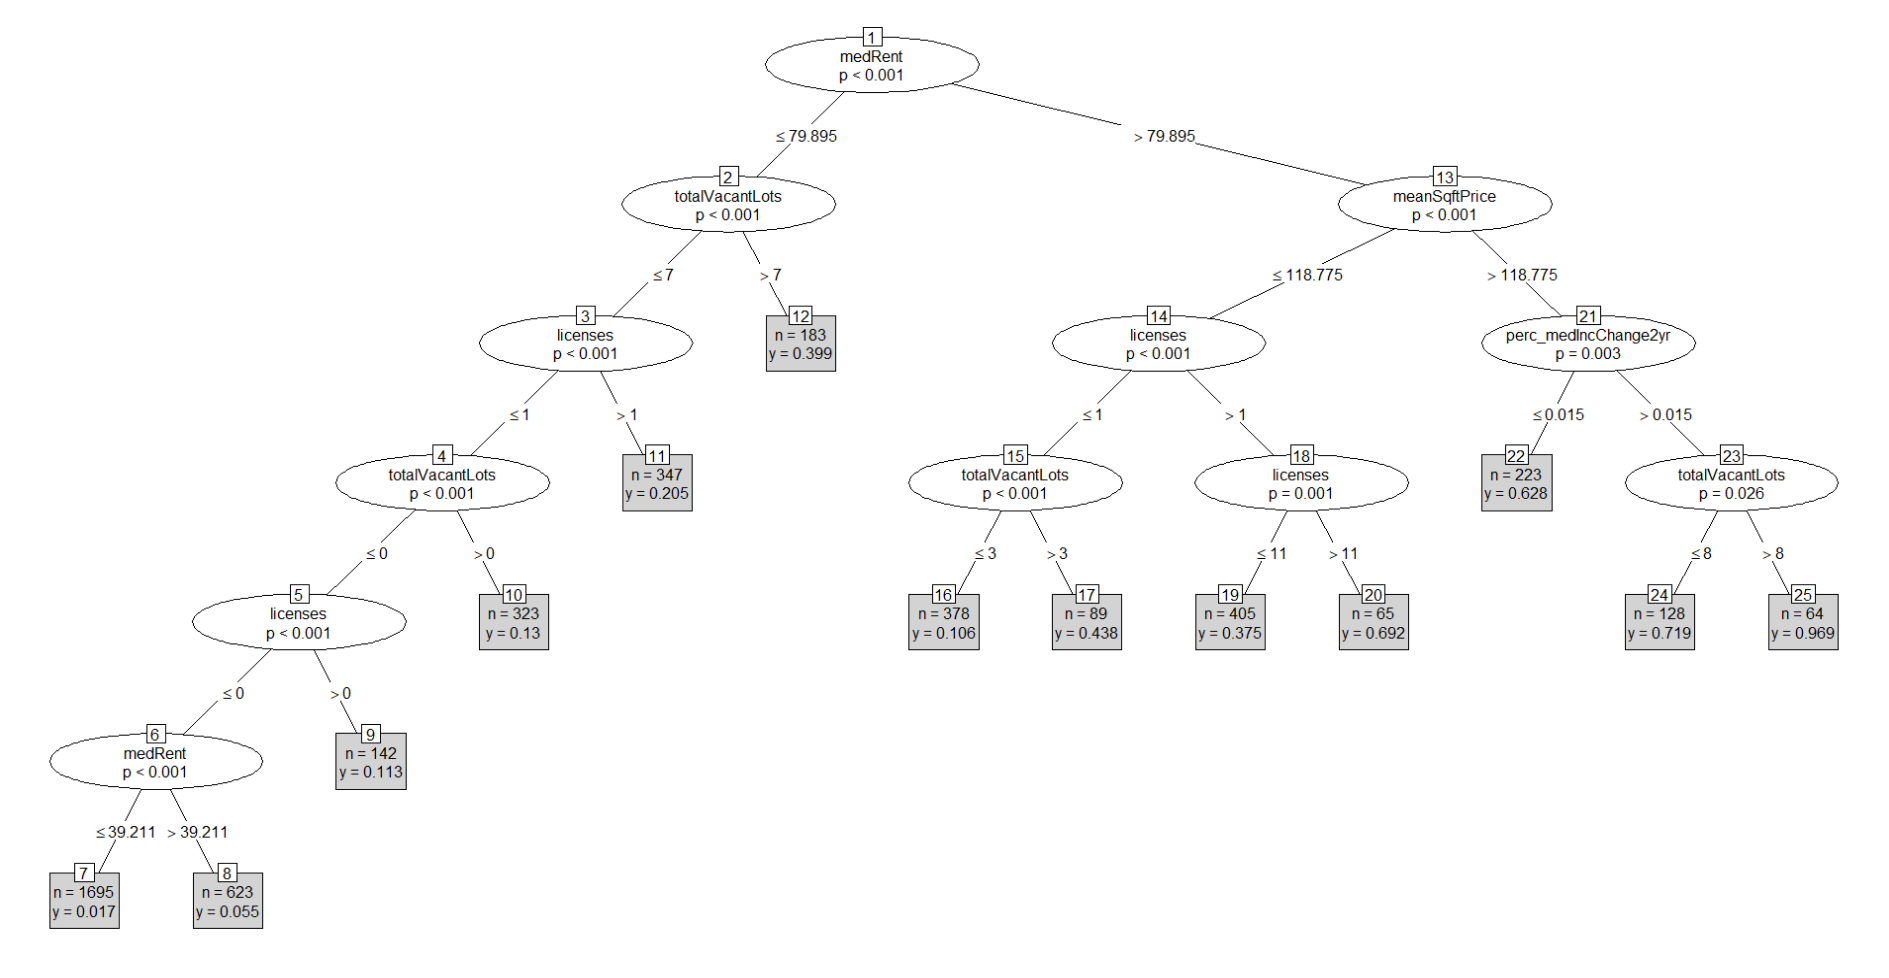 1
medRent
p < 0.001
≤ 79.895
> 79.895
2
totalVacantLots
p < 0.001
13
meanSqftPrice
p < 0.001
≤ 7
> 7
≤ 118.775
> 118.775
3
licenses
p < 0.001
12
n = 183
y = 0.399
14
licenses
p < 0.001
21
perc_medIncChange2yr
p = 0.003
≤ 1
> 1
≤ 1
> 1
≤ 0.015
> 0.015
4
totalVacantLots
p < 0.001
11
n = 347
y = 0.205
15
totalVacantLots
p < 0.001
18
licenses
p = 0.001
22
n = 223
y = 0.628
23
totalVacantLots
p = 0.026
≤ 0
> 0
≤ 3
> 3
≤ 11
> 11
≤ 8
> 8
5
licenses
p < 0.001
10
n = 323
y = 0.13
16
n = 378
y = 0.106
17
n = 89
y = 0.438
19
n = 405
y = 0.375
20
n = 65
y = 0.692
24
n = 128
y = 0.719
25
n = 64
y = 0.969
≤ 0
> 0
6
medRent
p < 0.001
9
n = 142
y = 0.113
≤ 39.211
> 39.211
7
n = 1695
y = 0.017
8
n = 623
y = 0.055